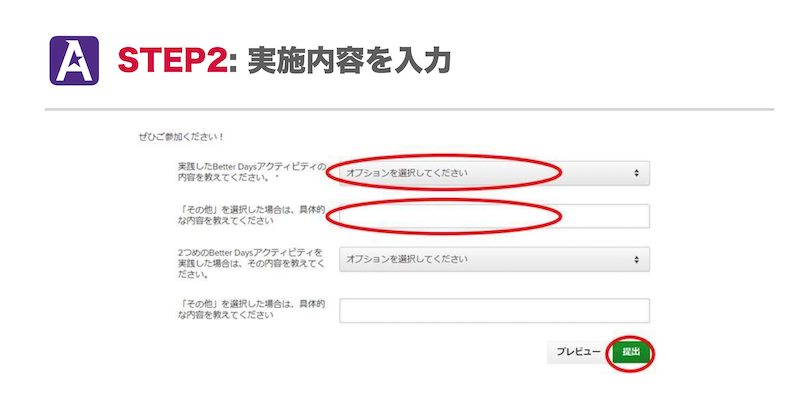 A STEP2: 実施内容を入力
ぜひご参加ください！
実践したBetter Daysアクティビティの
内容を教えてください。 *
オプションを選択してください
「その他」を選択した場合は、具体的
な内容を教えてください
2つめのBetter Daysアクティビティを
実践した場合は、その内容を教えてく
ださい。
オプションを選択してください
「その他」を選択した場合は、具体的
な内容を教えてください
プレビュー 提出